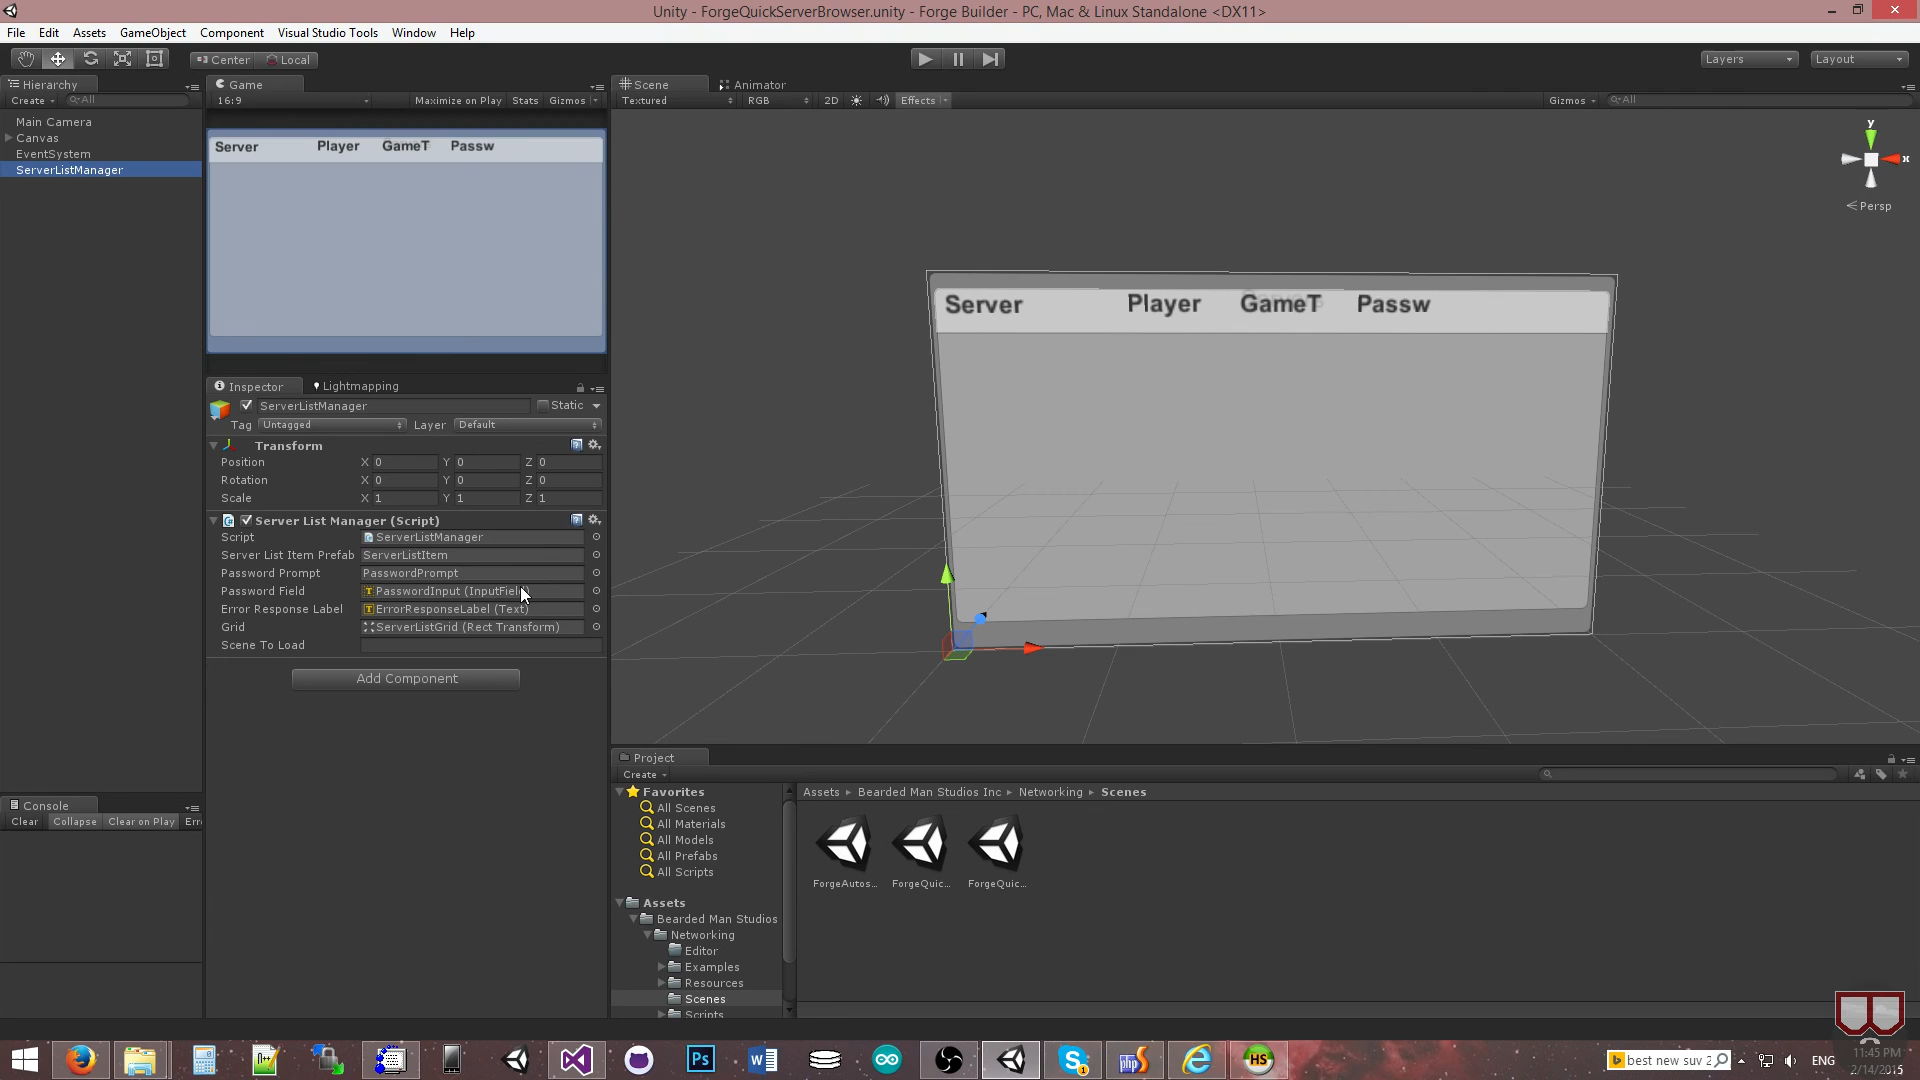 Unity - ForgeQuickServerBrowser.unity - Forge Builder - PC, Mac & Linux Standalone <DX11>
File Edit Assets GameObject Component Visual Studio Tools Window Help
Center Local
Layers Layout
Hierarchy
Create All
Main Camera
Canvas
EventSystem
ServerListManager
Game
16:9 Maximize on Play Stats Gizmos
Server Player GameT Passw
Inspector Lightmapping
ServerListManager Static
Tag Untagged Layer Default
Transform
Position X 0 Y 0 Z 0
Rotation X 0 Y 0 Z 0
Scale X 1 Y 1 Z 1
Server List Manager (Script)
Script ServerListManager
Server List Item Prefab ServerListItem
Password Prompt PasswordPrompt
Password Field PasswordInput (InputField)
Error Response Label ErrorResponseLabel (Text)
Grid ServerListGrid (Rect Transform)
Scene To Load
Add Component
Scene Animator
Textured RGB 2D Effects Gizmos All
y
x
Persp
Server Player GameT Passw
Console
Clear Collapse Clear on Play Err
Project
Create
Favorites
All Scenes
All Materials
All Models
All Prefabs
All Scripts
Assets
Bearded Man Studios
Networking
Editor
Examples
Resources
Scenes
Scripts
Assets Bearded Man Studios Inc Networking Scenes
ForgeAutos... ForgeQuic... ForgeQuic...
Ps
php
HS
best new suv 2
ENG
11:45 PM
2/14/2015